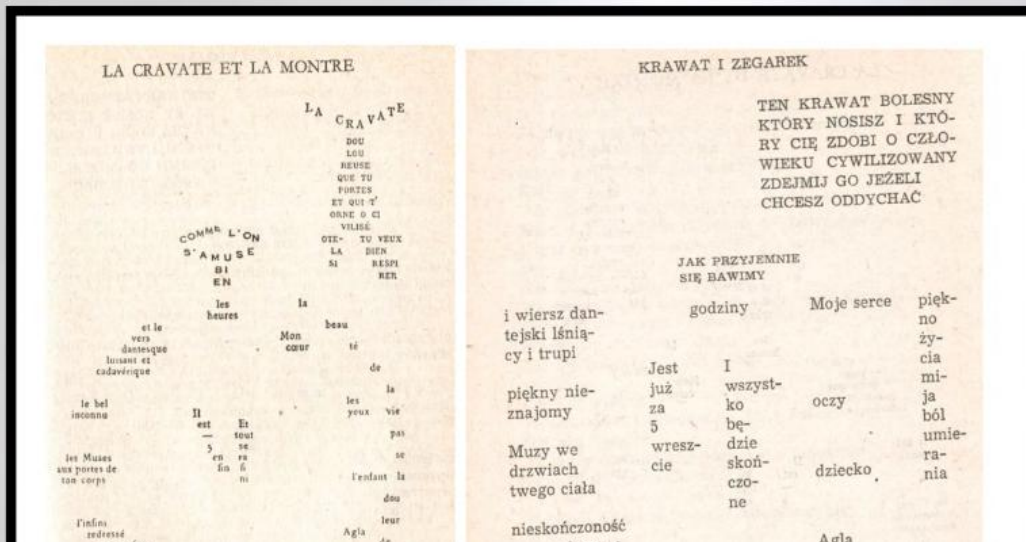 LA CRAVATE ET LA MONTRE
LA CRAVATE
DOU
LOU
REUSE
QUE TU
PORTES
ET QUI T'
ORNE O CI
VILISÉ
OTE- TU VEUX
LA BIEN
SI RESPI
RER
COMME L'ON
S'AMUSE
BI
EN
les
heures
et le
vers
dantesque
luisant et
cadavérique
le bel
inconnu
les Muses
aux portes de
ton corps
l'infini
redressé
Il
est
—
5
en
fin
Et
tout
se
ra
fi
ni
Mon
cœur
les
yeux
l'enfant
Agla
la
beau
té
de
la
vie
pas
se
la
dou
leur
de
KRAWAT I ZEGAREK
TEN KRAWAT BOLESNY
KTÓRY NOSISZ I KTÓ-
RY CIĘ ZDOBI O CZŁO-
WIEKU CYWILIZOWANY
ZDEJMIJ GO JEŻELI
CHCESZ ODDYCHAĆ
JAK PRZYJEMNIE
SIĘ BAWIMY
i wiersz dan-
tejski lśnią-
cy i trupi
piękny nie-
znajomy
Muzy we
drzwiach
twego ciała
nieskończoność
godziny
Jest
już
za
5
wresz-
cie
I
wszyst-
ko
bę-
dzie
skoń-
czo-
ne
Moje serce
oczy
dziecko
Agla
pięk-
no
ży-
cia
mi-
ja
ból
umie-
ra-
nia